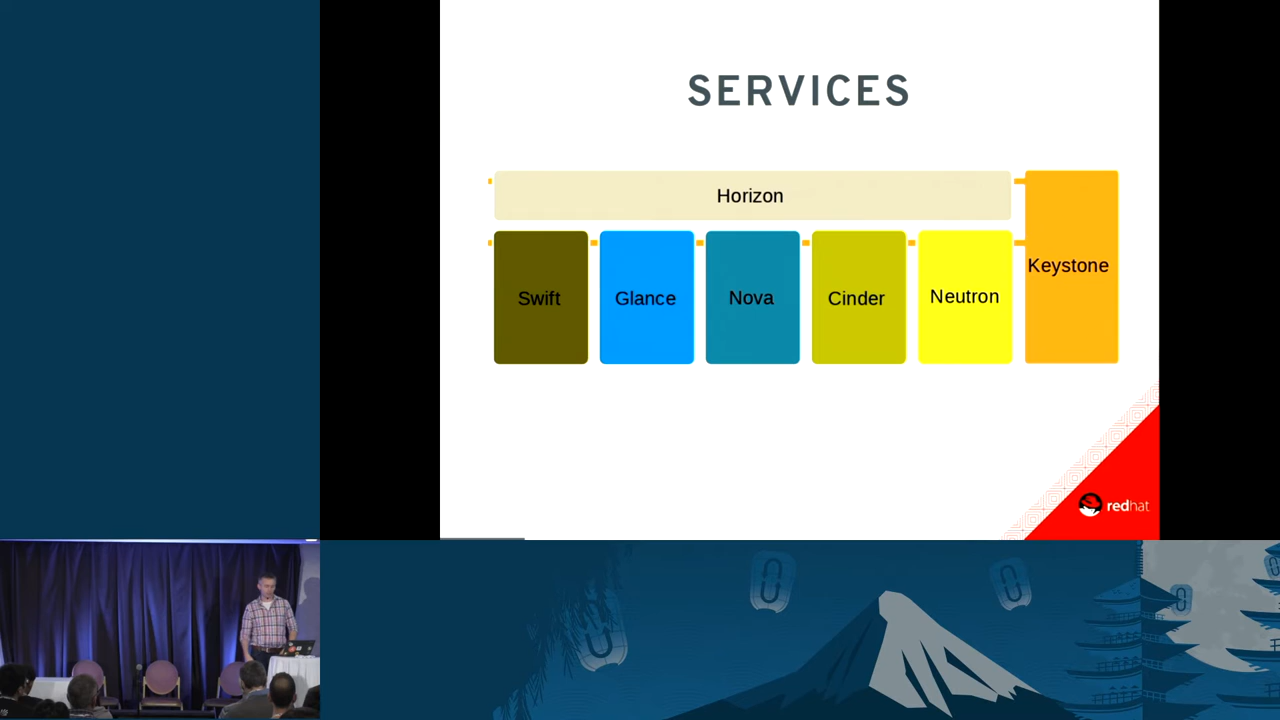 SERVICES
Horizon
Swift
Glance
Nova
Cinder
Neutron
Keystone
redhat